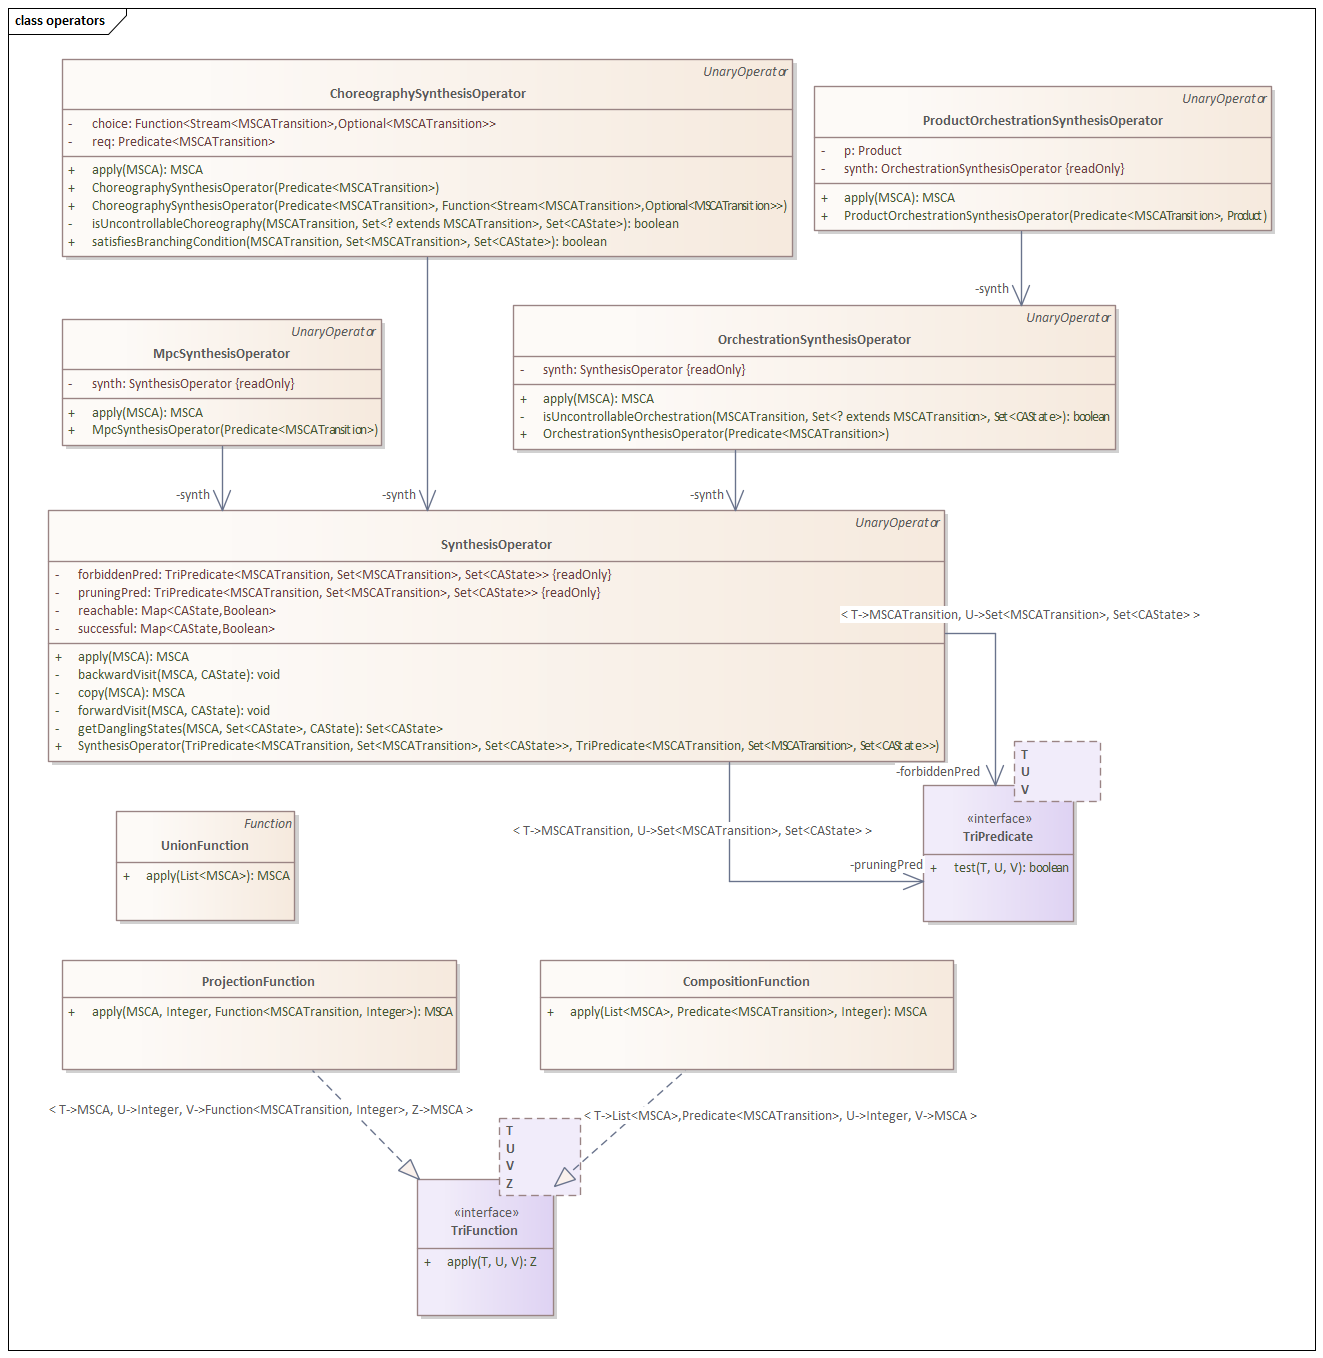 class operators
UnaryOperator
ChoreographySynthesisOperator
- choice: Function<Stream<MSCATransition>,Optional<MSCATransition>>
- req: Predicate<MSCATransition>
+ apply(MSCA): MSCA
+ ChoreographySynthesisOperator(Predicate<MSCATransition>)
+ ChoreographySynthesisOperator(Predicate<MSCATransition>, Function<Stream<MSCATransition>,Optional<MSCATransition>>)
- isUncontrollableChoreography(MSCATransition, Set<? extends MSCATransition>, Set<CAState>): boolean
+ satisfiesBranchingCondition(MSCATransition, Set<MSCATransition>, Set<CAState>): boolean
UnaryOperator
ProductOrchestrationSynthesisOperator
- p: Product
- synth: OrchestrationSynthesisOperator {readOnly}
+ apply(MSCA): MSCA
+ ProductOrchestrationSynthesisOperator(Predicate<MSCATransition>, Product)
-synth
UnaryOperator
MpcSynthesisOperator
- synth: SynthesisOperator {readOnly}
+ apply(MSCA): MSCA
+ MpcSynthesisOperator(Predicate<MSCATransition>)
UnaryOperator
OrchestrationSynthesisOperator
- synth: SynthesisOperator {readOnly}
+ apply(MSCA): MSCA
- isUncontrollableOrchestration(MSCATransition, Set<? extends MSCATransition>, Set<CAState>): boolean
+ OrchestrationSynthesisOperator(Predicate<MSCATransition>)
-synth
-synth
-synth
UnaryOperator
SynthesisOperator
- forbiddenPred: TriPredicate<MSCATransition, Set<MSCATransition>, Set<CAState>> {readOnly}
- pruningPred: TriPredicate<MSCATransition, Set<MSCATransition>, Set<CAState>> {readOnly}
- reachable: Map<CAState,Boolean>
- successful: Map<CAState,Boolean>
+ apply(MSCA): MSCA
- backwardVisit(MSCA, CAState): void
- copy(MSCA): MSCA
- forwardVisit(MSCA, CAState): void
- getDanglingStates(MSCA, Set<CAState>, CAState): Set<CAState>
+ SynthesisOperator(TriPredicate<MSCATransition, Set<MSCATransition>, Set<CAState>>, TriPredicate<MSCATransition, Set<MSCATransition>, Set<CAState>>)
< T->MSCATransition, U->Set<MSCATransition>, Set<CAState> >
-forbiddenPred
T
U
V
«interface»
TriPredicate
+ test(T, U, V): boolean
< T->MSCATransition, U->Set<MSCATransition>, Set<CAState> >
-pruningPred
Function
UnionFunction
+ apply(List<MSCA>): MSCA
ProjectionFunction
+ apply(MSCA, Integer, Function<MSCATransition, Integer>): MSCA
CompositionFunction
+ apply(List<MSCA>, Predicate<MSCATransition>, Integer): MSCA
< T->MSCA, U->Integer, V->Function<MSCATransition, Integer>, Z->MSCA >
< T->List<MSCA>,Predicate<MSCATransition>, U->Integer, V->MSCA >
T
U
V
Z
«interface»
TriFunction
+ apply(T, U, V): Z